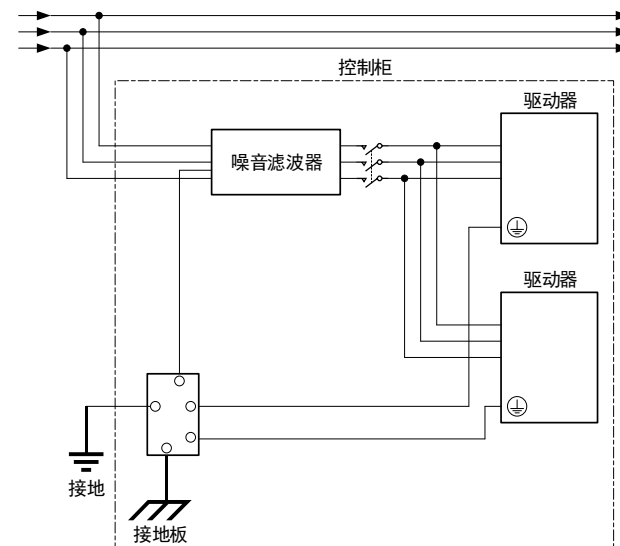 控制柜
驱动器
噪音滤波器
驱动器
接地
接地板